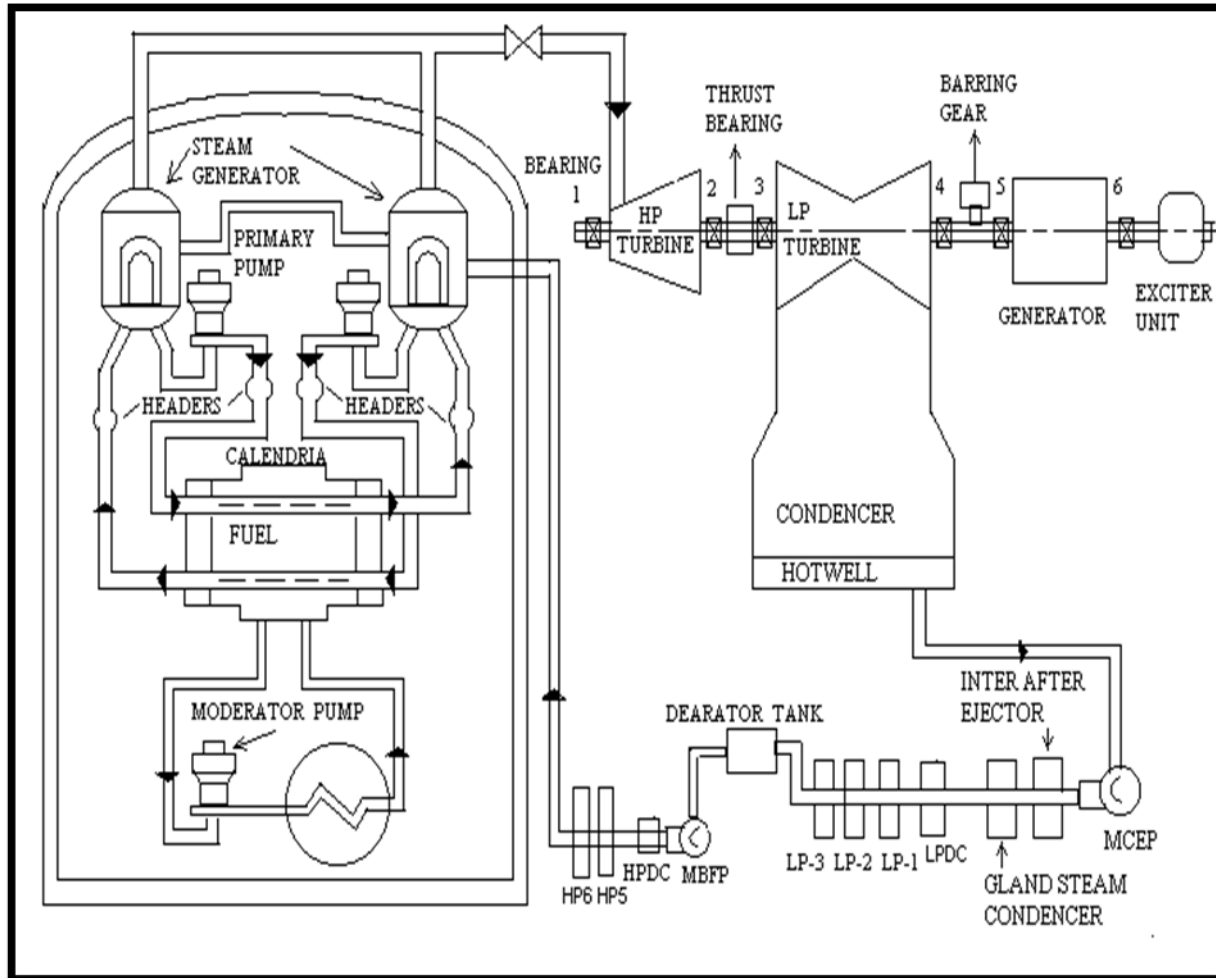 STEAM
GENERATOR
PRIMARY
PUMP
HEADERS
HEADERS
CALENDRIA
FUEL
MODERATOR PUMP
BEARING
1
HP
TURBINE
2
THRUST
BEARING
3
LP
TURBINE
4
BARRING
GEAR
5
GENERATOR
6
EXCITER
UNIT
CONDENCER
HOTWELL
INTER AFTER
EJECTOR
DEARATOR TANK
HP6
HP5
HPDC
MBFP
LP-3
LP-2
LP-1
LPDC
GLAND STEAM
CONDENCER
MCEP